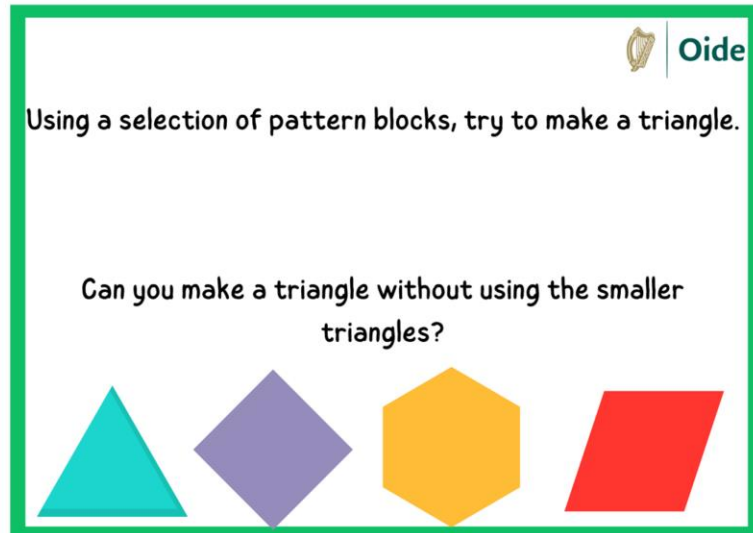 Oide
Using a selection of pattern blocks, try to make a triangle.
Can you make a triangle without using the smaller
triangles?